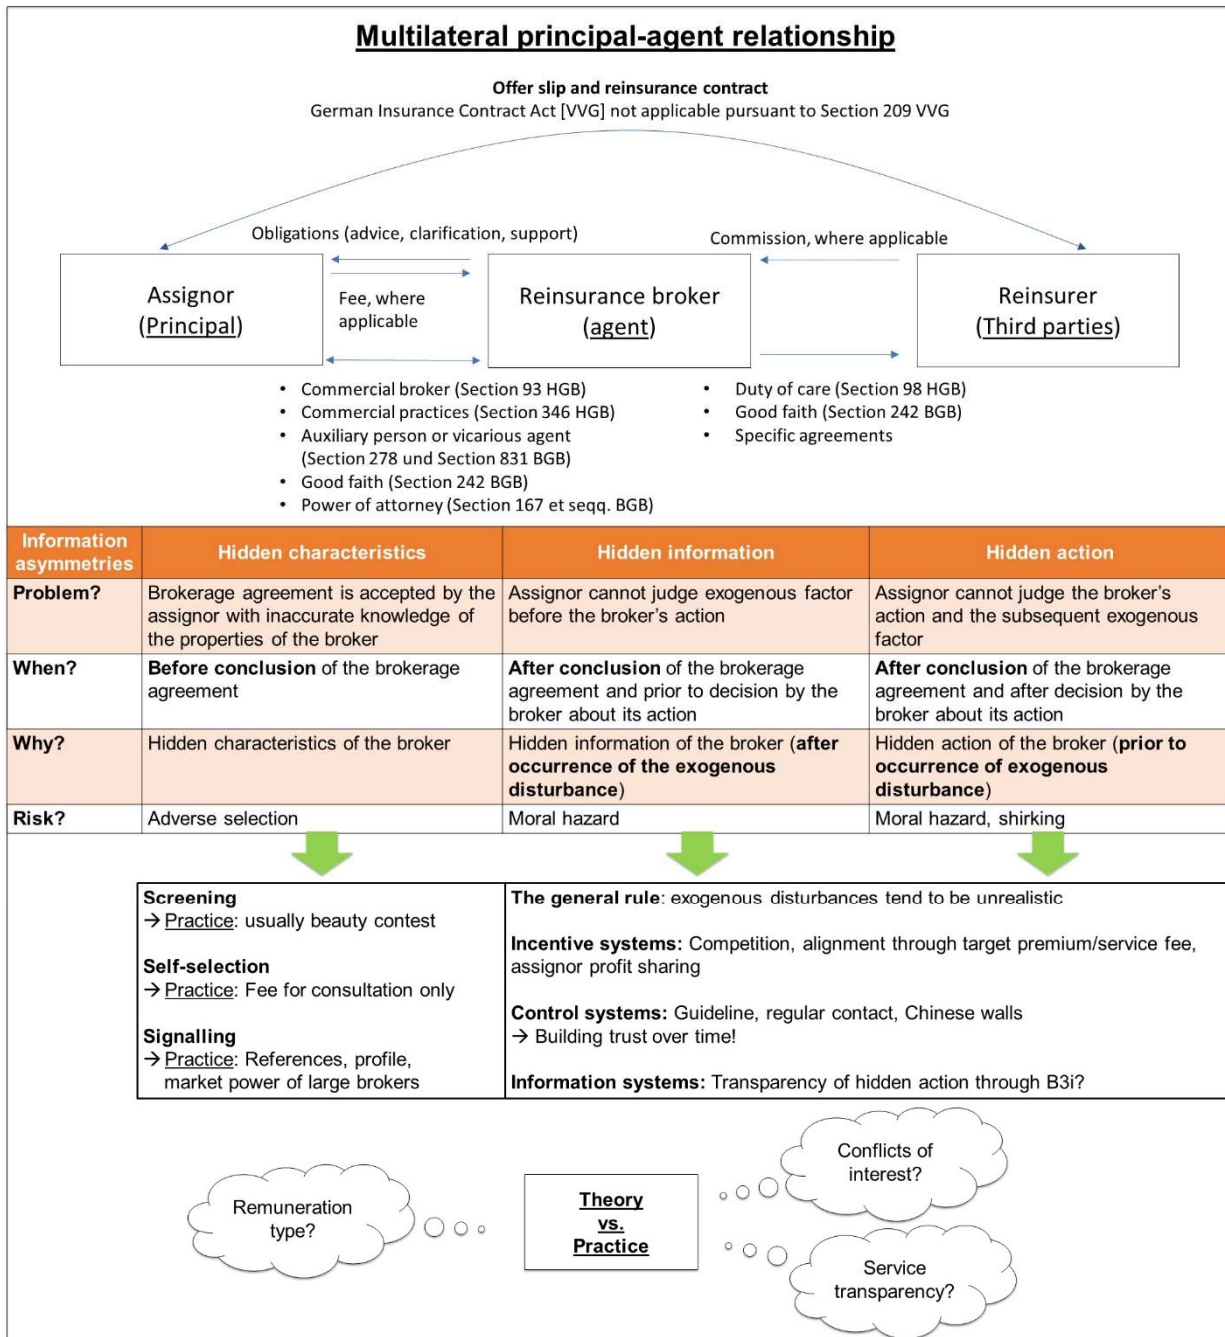 Multilateral principal-agent relationship
Offer slip and reinsurance contract
German Insurance Contract Act [VVG] not applicable pursuant to Section 209 VVG
Obligations (advice, clarification, support)
Commission, where applicable
Assignor
(Principal)
Fee, where
applicable
Reinsurance broker
(agent)
Reinsurer
(Third parties)
• Commercial broker (Section 93 HGB)
• Commercial practices (Section 346 HGB)
• Auxiliary person or vicarious agent
(Section 278 und Section 831 BGB)
• Good faith (Section 242 BGB)
• Power of attorney (Section 167 et seqq. BGB)
• Duty of care (Section 98 HGB)
• Good faith (Section 242 BGB)
• Specific agreements
Information
asymmetries
Hidden characteristics
Hidden information
Hidden action
Problem?
Brokerage agreement is accepted by the
assignor with inaccurate knowledge of
the properties of the broker
Assignor cannot judge exogenous factor
before the broker's action
Assignor cannot judge the broker's
action and the subsequent exogenous
factor
When?
Before conclusion of the brokerage
agreement
After conclusion of the brokerage
agreement and prior to decision by the
broker about its action
After conclusion of the brokerage
agreement and after decision by the
broker about its action
Why?
Hidden characteristics of the broker
Hidden information of the broker (after
occurrence of the exogenous
disturbance)
Hidden action of the broker (prior to
occurrence of exogenous
disturbance)
Risk?
Adverse selection
Moral hazard
Moral hazard, shirking
Screening
→ Practice: usually beauty contest
Self-selection
→ Practice: Fee for consultation only
Signalling
→ Practice: References, profile,
market power of large brokers
The general rule: exogenous disturbances tend to be unrealistic
Incentive systems: Competition, alignment through target premium/service fee,
assignor profit sharing
Control systems: Guideline, regular contact, Chinese walls
→ Building trust over time!
Information systems: Transparency of hidden action through B3i?
Remuneration
type?
Theory
vs.
Practice
Conflicts of
interest?
Service
transparency?